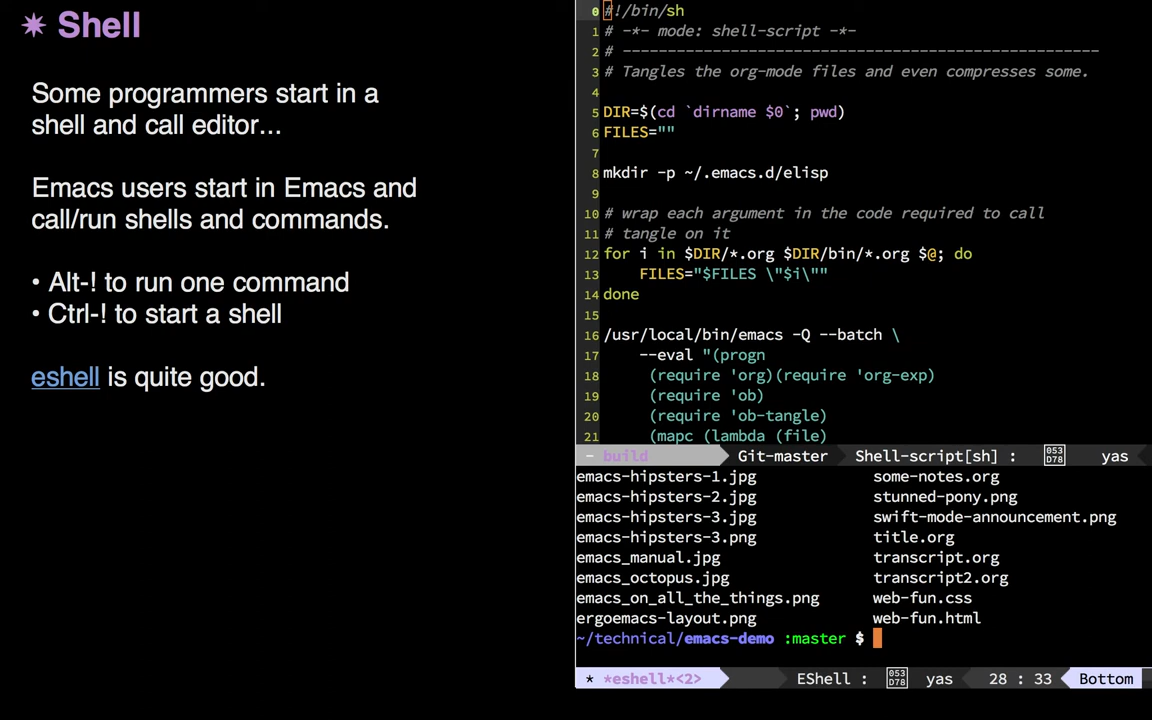 ✷ Shell
Some programmers start in a
shell and call editor...
Emacs users start in Emacs and
call/run shells and commands.
• Alt-! to run one command
• Ctrl-! to start a shell
eshell is quite good.
0 #!/bin/sh
1 # -*- mode: shell-script -*-
2 # -----------------------------------------------------
3 # Tangles the org-mode files and even compresses some.
4
5 DIR=$(cd `dirname $0`; pwd)
6 FILES=""
7
8 mkdir -p ~/.emacs.d/elisp
9
10 # wrap each argument in the code required to call
11 # tangle on it
12 for i in $DIR/*.org $DIR/bin/*.org $@; do
13     FILES="$FILES \"$i\""
14 done
15
16 /usr/local/bin/emacs -Q --batch \
17     --eval "(progn
18      (require 'org)(require 'org-exp)
19      (require 'ob)
20      (require 'ob-tangle)
21      (mapc (lambda (file)
- build Git-master Shell-script[sh] : 053 D78 yas
emacs-hipsters-1.jpg some-notes.org
emacs-hipsters-2.jpg stunned-pony.png
emacs-hipsters-3.jpg swift-mode-announcement.png
emacs-hipsters-3.png title.org
emacs_manual.jpg transcript.org
emacs_octopus.jpg transcript2.org
emacs_on_all_the_things.png web-fun.css
ergoemacs-layout.png web-fun.html
~/technical/emacs-demo :master $
* *eshell*<2> EShell : 053 D78 yas 28 : 33 Bottom